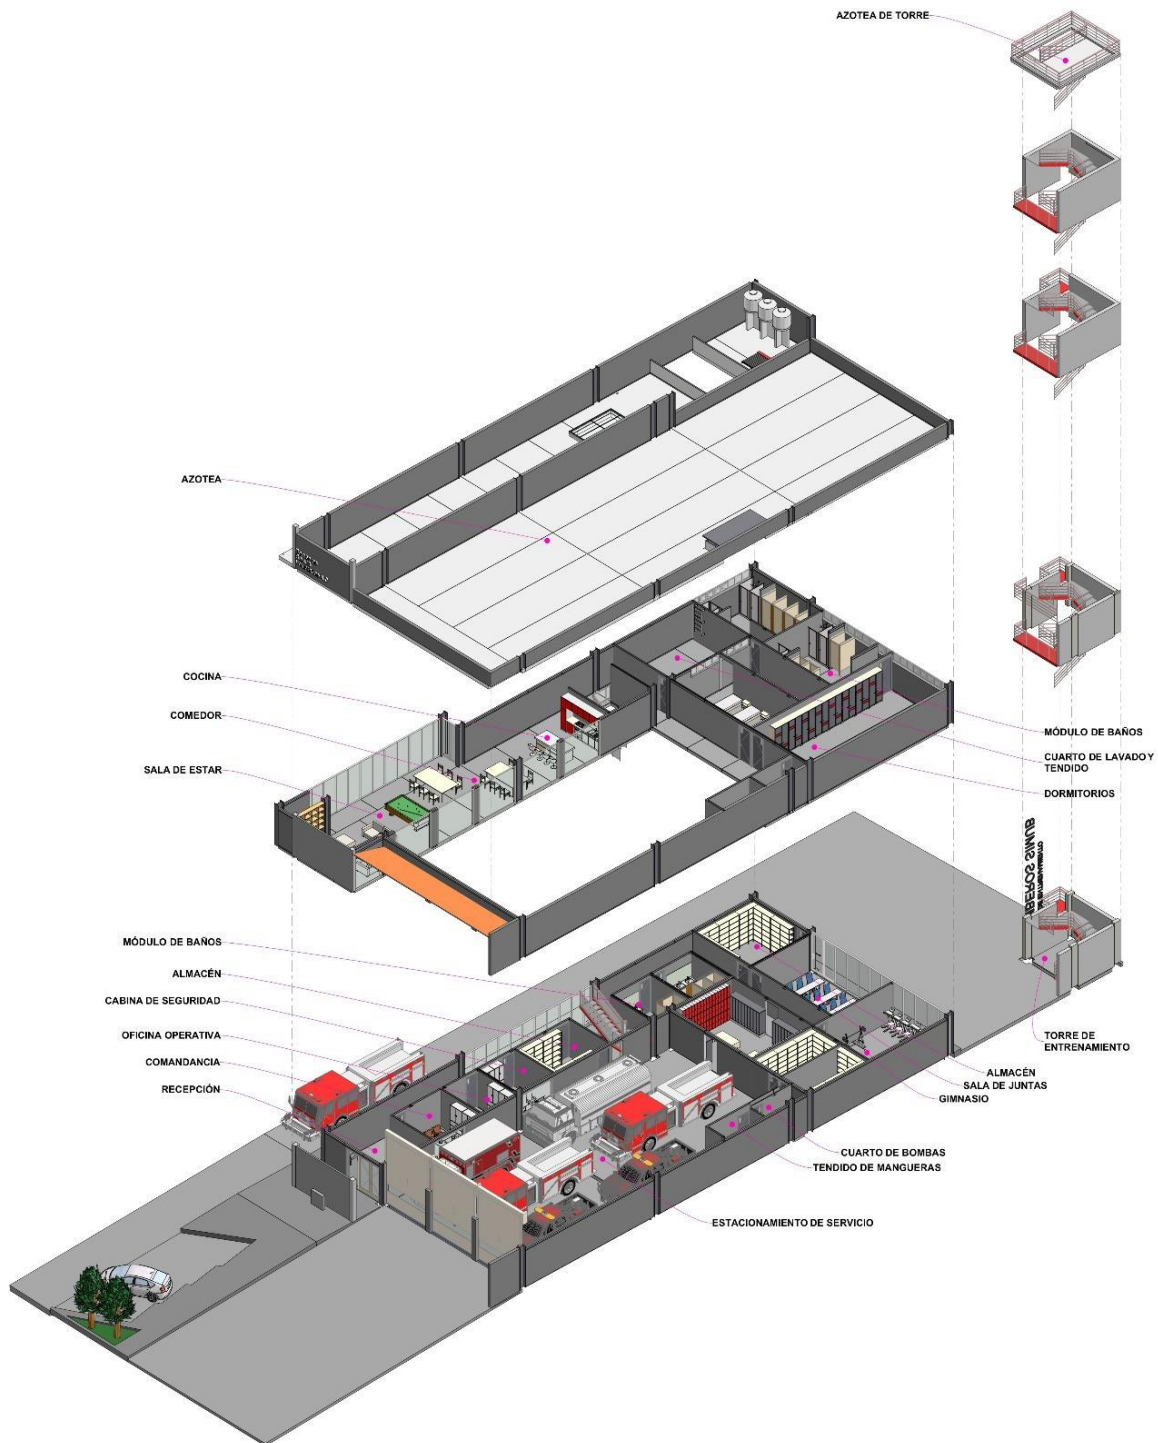 AZOTEA DE TORRE
AZOTEA
COCINA
COMEDOR
SALA DE ESTAR
MÓDULO DE BAÑOS
CUARTO DE LAVADO Y
TENDIDO
DORMITORIOS
MÓDULO DE BAÑOS
ALMACÉN
CABINA DE SEGURIDAD
OFICINA OPERATIVA
COMANDANCIA
RECEPCIÓN
TORRE DE
ENTRENAMIENTO
ALMACÉN
SALA DE JUNTAS
GIMNASIO
CUARTO DE BOMBAS
TENDIDO DE MANGUERAS
ESTACIONAMIENTO DE SERVICIO